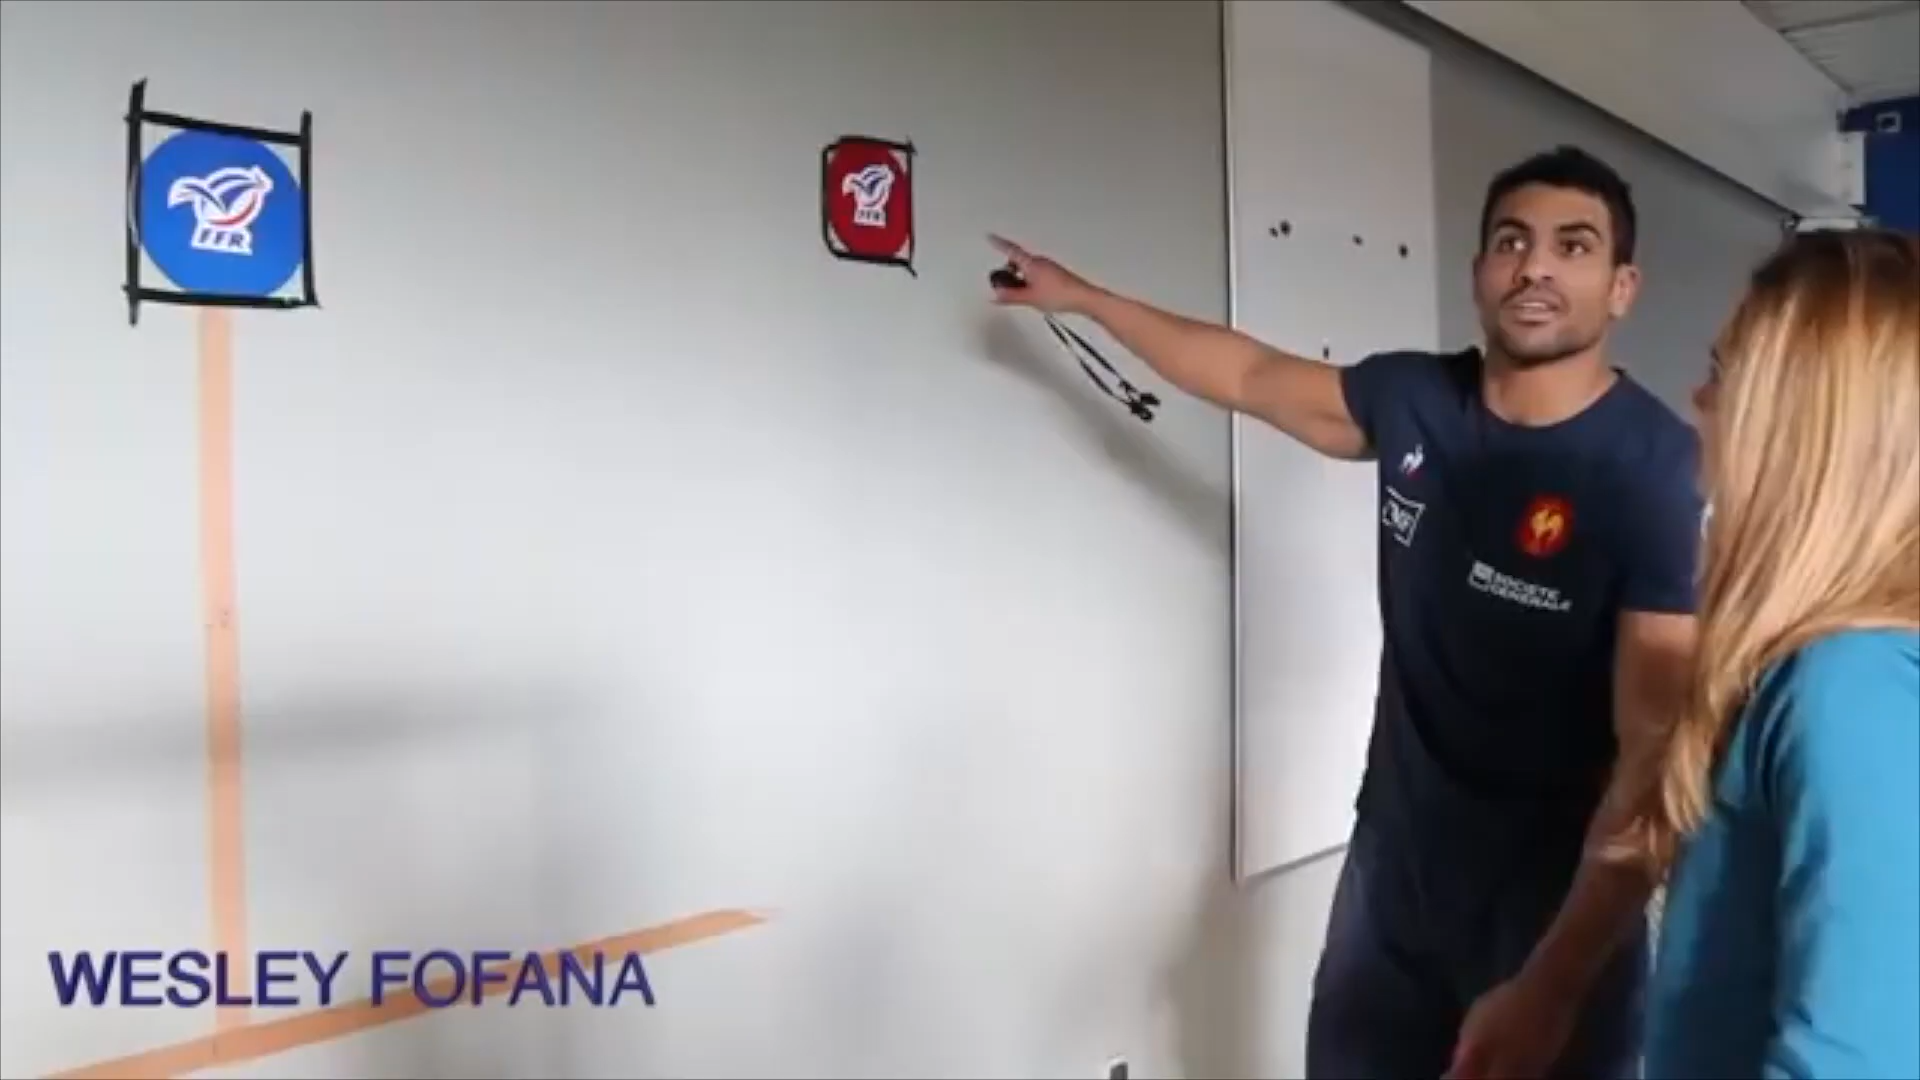 FFR
FFR
SOCIETE
GENERALE
WESLEY FOFANA